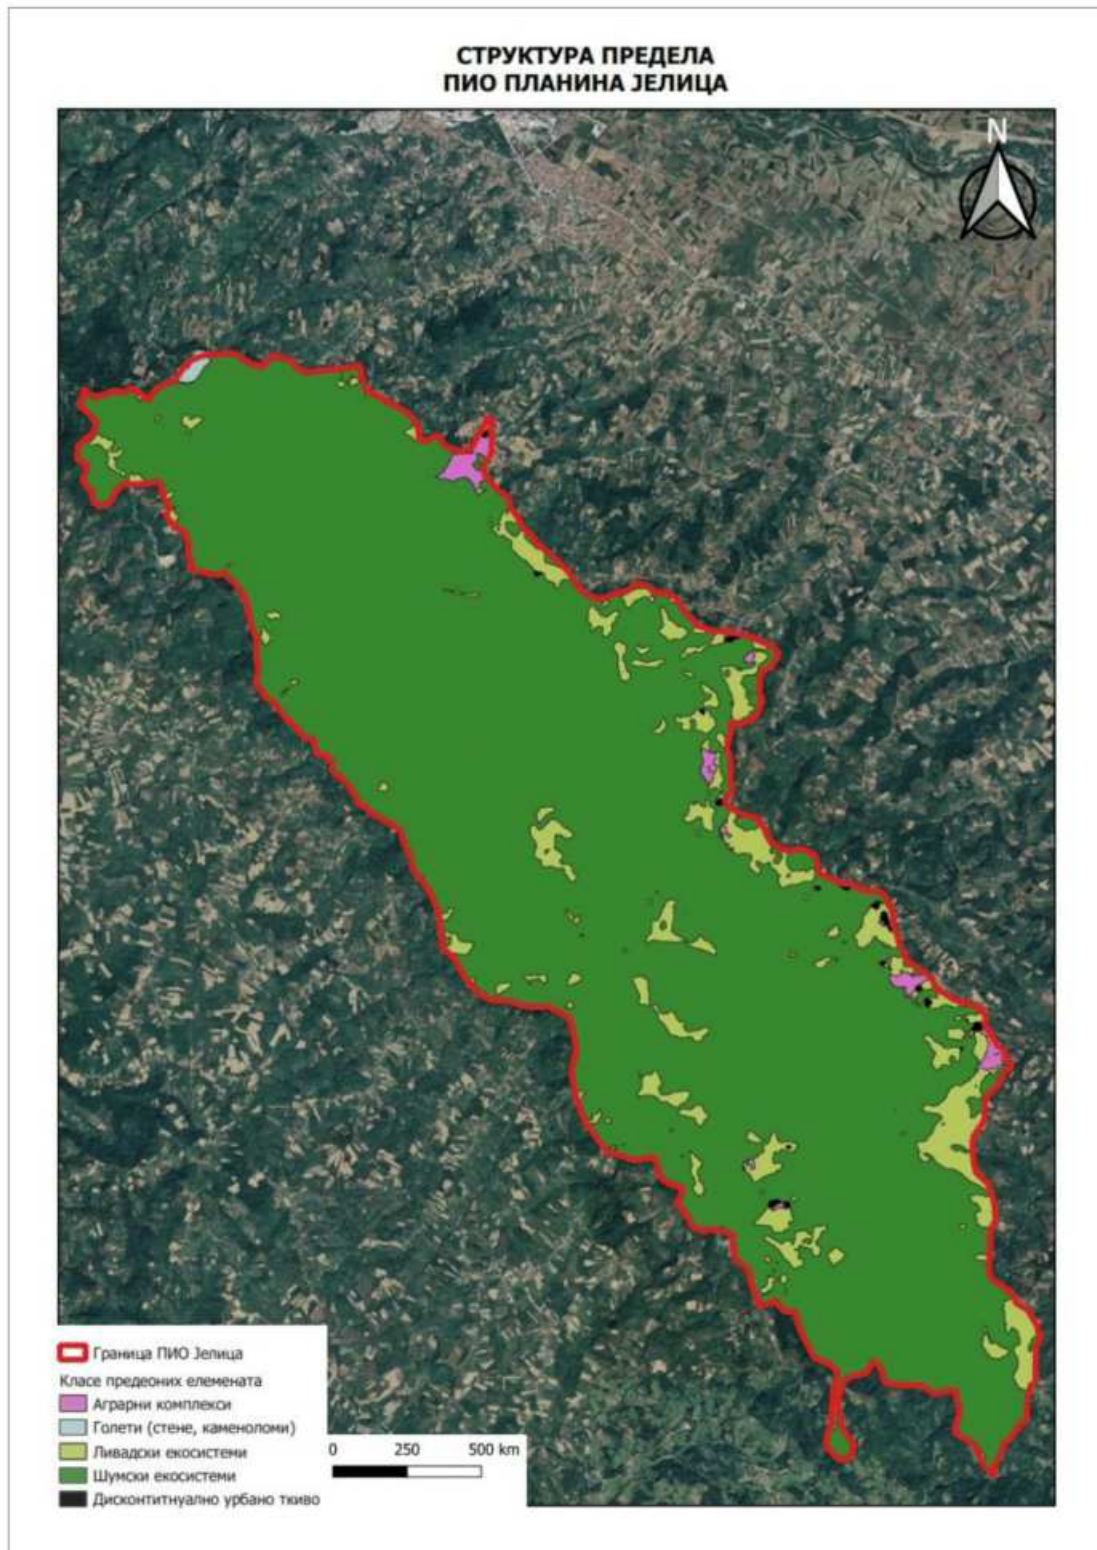 СТРУКТУРА ПРЕДЕЛА
ПИО ПЛАНИНА ЈЕЛИЦА
N
Граница ПИО Јелица
Класе предеоних елемената
Аграрни комплекси
Голети (стене, каменоломи)
Ливадски екосистеми
Шумски екосистеми
Дисконтитнуално урбано ткиво
0 250 500 km